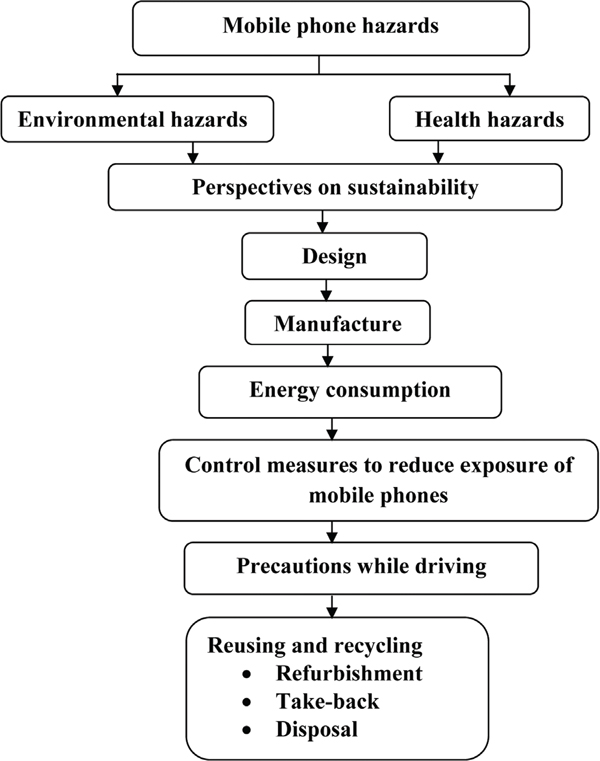 Mobile phone hazards
Environmental hazards
Health hazards
Perspectives on sustainability
Design
Manufacture
Energy consumption
Control measures to reduce exposure of
mobile phones
Precautions while driving
Reusing and recycling
• Refurbishment
• Take-back
• Disposal